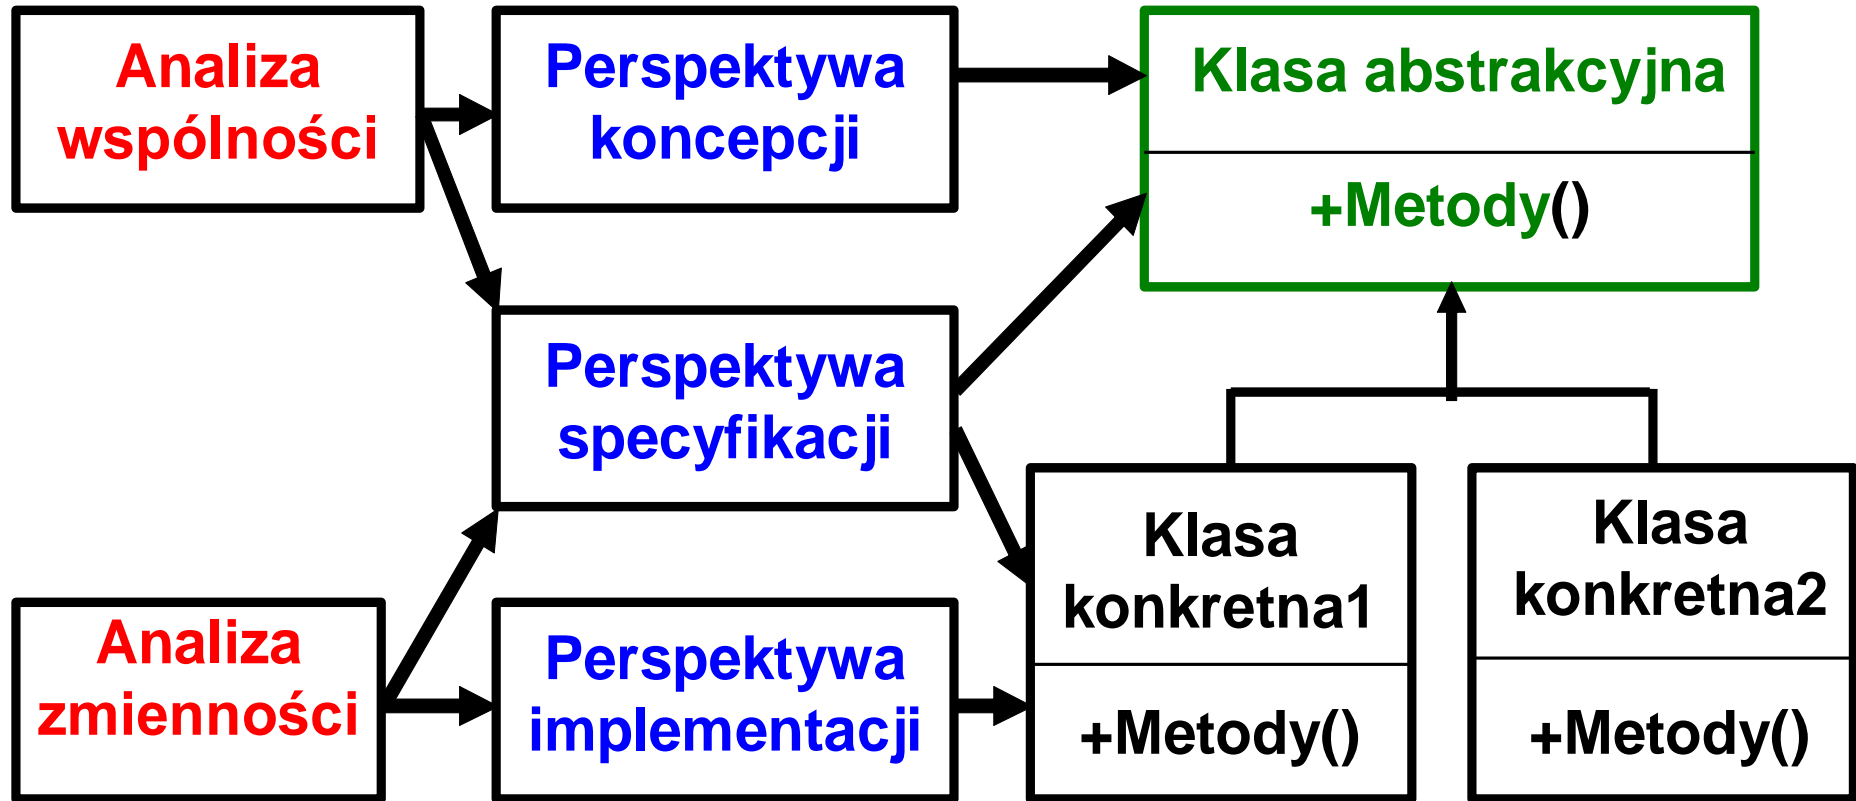 Analiza
wspólności
Perspektywa
koncepcji
Klasa abstrakcyjna
+Metody()
Perspektywa
specyfikacji
Klasa
konkretna1
+Metody()
Klasa
konkretna2
+Metody()
Analiza
zmienności
Perspektywa
implementacji